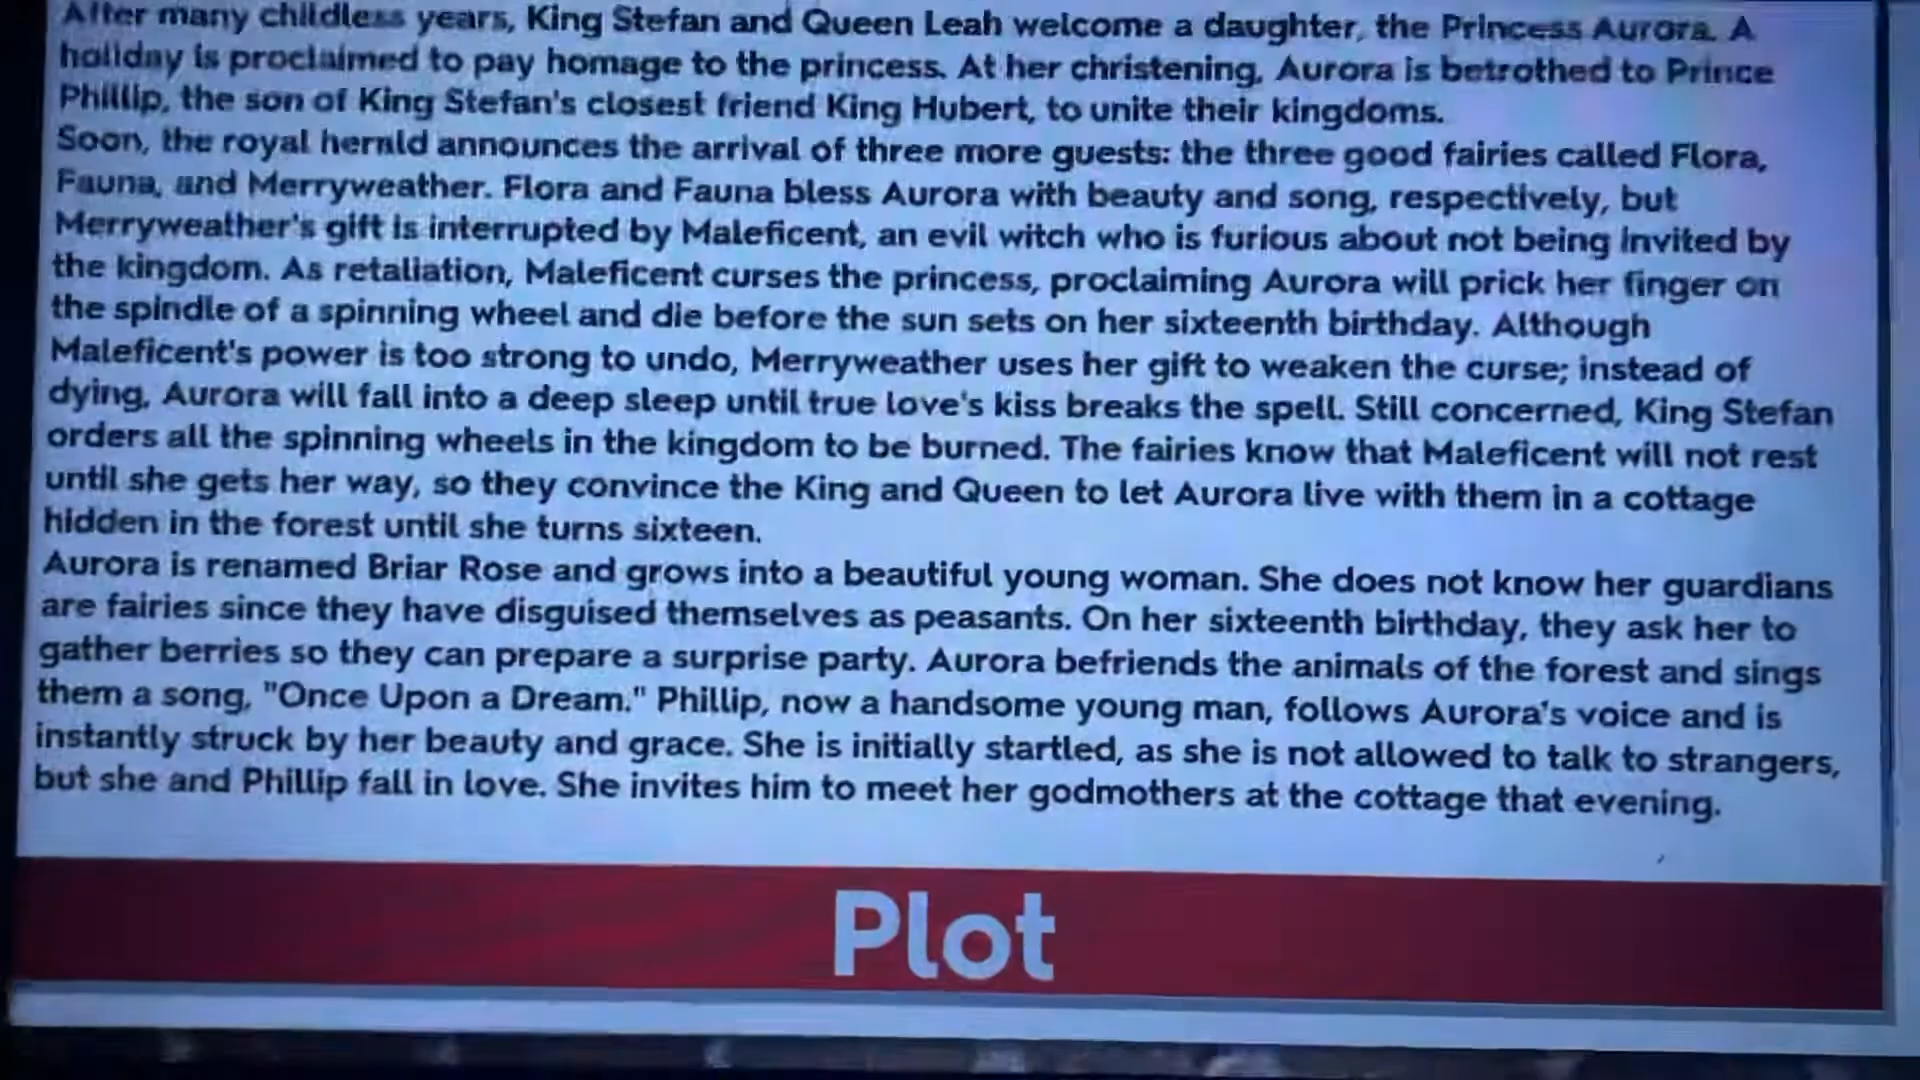 After many childless years, King Stefan and Queen Leah welcome a daughter, the Princess Aurora. A
holiday is proclaimed to pay homage to the princess. At her christening, Aurora is betrothed to Prince
Phillip, the son of King Stefan's closest friend King Hubert, to unite their kingdoms.
Soon, the royal herald announces the arrival of three more guests: the three good fairies called Flora,
Fauna, and Merryweather. Flora and Fauna bless Aurora with beauty and song, respectively, but
Merryweather's gift is interrupted by Maleficent, an evil witch who is furious about not being invited by
the kingdom. As retaliation, Maleficent curses the princess, proclaiming Aurora will prick her finger on
the spindle of a spinning wheel and die before the sun sets on her sixteenth birthday. Although
Maleficent's power is too strong to undo, Merryweather uses her gift to weaken the curse; instead of
dying, Aurora will fall into a deep sleep until true love's kiss breaks the spell. Still concerned, King Stefan
orders all the spinning wheels in the kingdom to be burned. The fairies know that Maleficent will not rest
until she gets her way, so they convince the King and Queen to let Aurora live with them in a cottage
hidden in the forest until she turns sixteen.
Aurora is renamed Briar Rose and grows into a beautiful young woman. She does not know her guardians
are fairies since they have disguised themselves as peasants. On her sixteenth birthday, they ask her to
gather berries so they can prepare a surprise party. Aurora befriends the animals of the forest and sings
them a song, "Once Upon a Dream." Phillip, now a handsome young man, follows Aurora's voice and is
instantly struck by her beauty and grace. She is initially startled, as she is not allowed to talk to strangers,
but she and Phillip fall in love. She invites him to meet her godmothers at the cottage that evening.
Plot